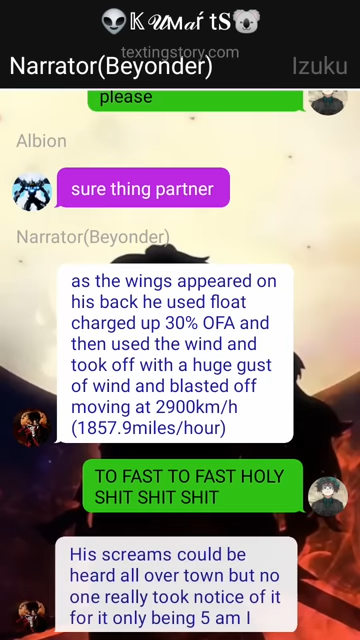 👽𝕂𝓤ᴍᴀŕ tS🐨
textingstory.com
Narrator(Beyonder) Izuku
please
Albion
sure thing partner
Narrator(Beyonder)
as the wings appeared on
his back he used float
charged up 30% OFA and
then used the wind and
took off with a huge gust
of wind and blasted off
moving at 2900km/h
(1857.9miles/hour)
TO FAST TO FAST HOLY
SHIT SHIT SHIT
His screams could be
heard all over town but no
one really took notice of it
for it only being 5 am I